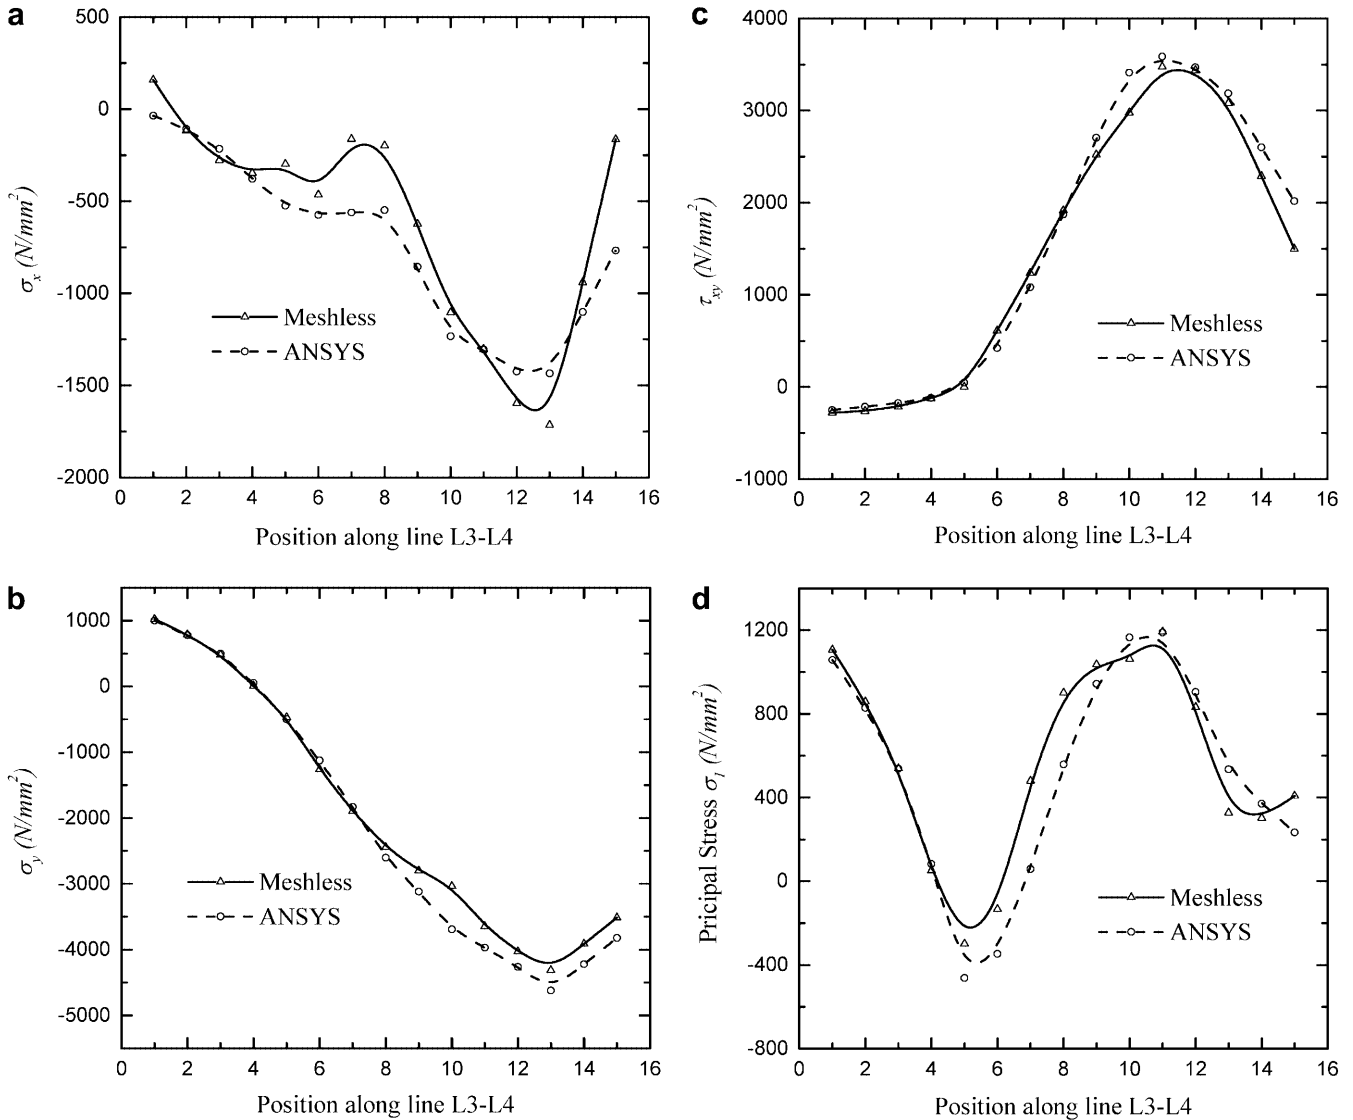 a
500
0
-500
-1000
-1500
-2000
σx (N/mm²)
Meshless
ANSYS
0 2 4 6 8 10 12 14 16
Position along line L3-L4
b
1000
0
-1000
-2000
-3000
-4000
-5000
σy (N/mm²)
Meshless
ANSYS
0 2 4 6 8 10 12 14 16
Position along line L3-L4
c
4000
3000
2000
1000
0
-1000
τxy (N/mm²)
Meshless
ANSYS
0 2 4 6 8 10 12 14 16
Position along line L3-L4
d
1200
800
400
0
-400
-800
Pricipal Stress σ1 (N/mm²)
Meshless
ANSYS
0 2 4 6 8 10 12 14 16
Position along line L3-L4